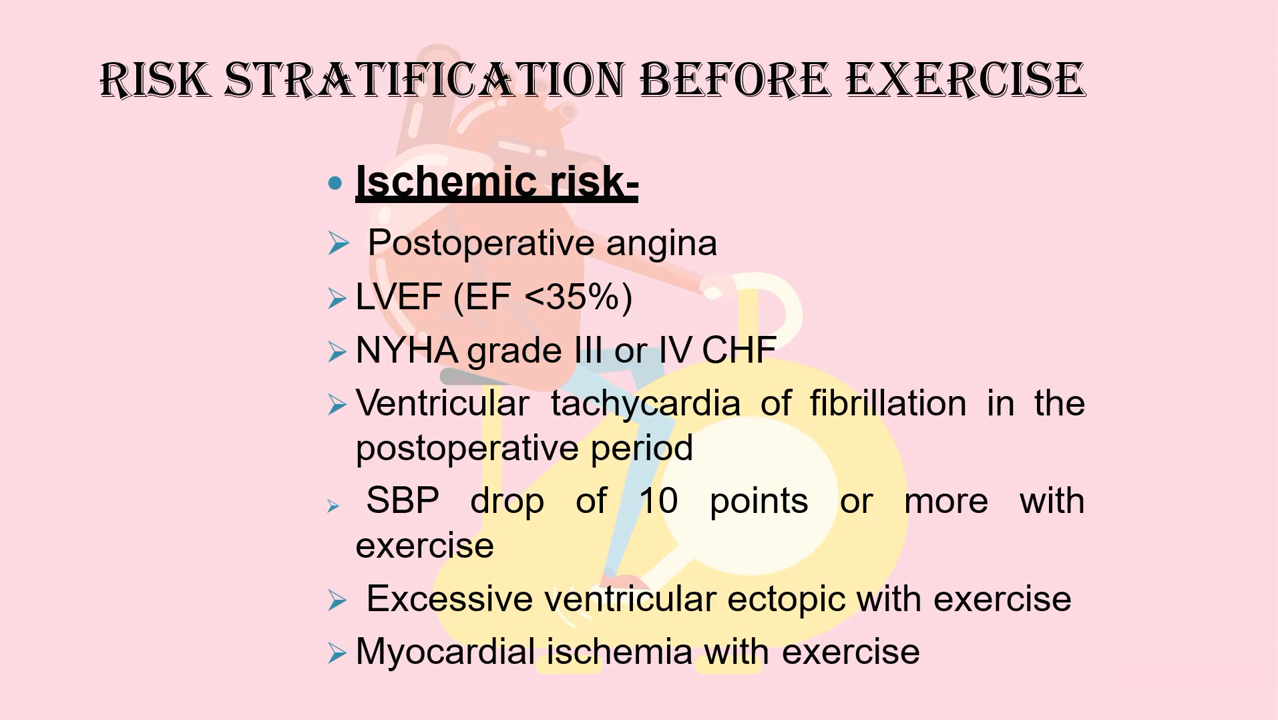 RISK STRATIFICATION BEFORE EXERCISE
• Ischemic risk-
➢ Postoperative angina
➢ LVEF (EF <35%)
➢ NYHA grade III or IV CHF
➢ Ventricular tachycardia of fibrillation in the
postoperative period
➢ SBP drop of 10 points or more with
exercise
➢ Excessive ventricular ectopic with exercise
➢ Myocardial ischemia with exercise